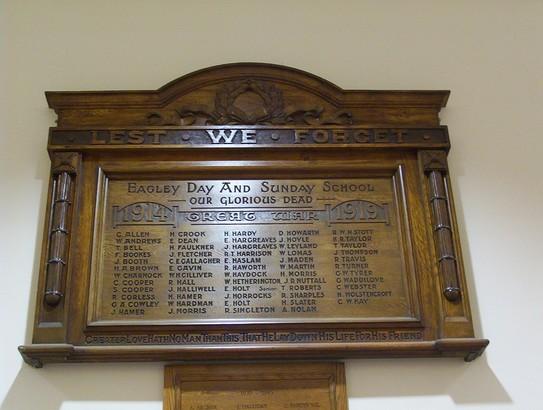 LEST · WE · FORGET
EAGLEY DAY AND SUNDAY SCHOOL
OUR GLORIOUS DEAD
1914 GREAT WAR 1919
C. ALLEN
W. ANDREWS
T. BELL
F. BOOKES
J. BOOTH
H.A. BROWN
W. CHARNOCK
C. COOPER
S. COOPER
R. CORLESS
G.A. COWLEY
J. HAMER
H. CROOK
E. DEAN
H. FAULKNER
J. FLETCHER
C.E. GALLAGHER
E. GAVIN
H. GILLIVER
R. HALL
J. HALLIWELL
H. HAMER
W. HARDMAN
J. MORRIS
H. HARDY
E. HARGREAVES
J. HARGREAVES
R.T. HARRISON
E. HASLAM
R. HAWORTH
W. HAYDOCK
W. HETHERINGTON
E. HOLT SENIOR
J. HORROCKS
E. HOLT
R. SINGLETON
D. HOWARTH
J. HOYLE
W. LEYLAND
W. LOMAS
J. MADEN
W. MARTIN
H. MORRIS
J.R. NUTTALL
T. ROBERTS
R. SHARPLES
H. SLATER
A. NOLAN
R.W.H. STOTT
R.R. TAYLOR
T. TAYLOR
J. THOMPSON
R. TRAVIS
R. TURNER
G.W. TYRER
G. WADDILOVE
C. WEBSTER
H. HOLSTENCROFT
C.W. KAY
GREATER LOVE HATH NO MAN THAN THIS, THAT HE LAY DOWN HIS LIFE FOR HIS FRIEND